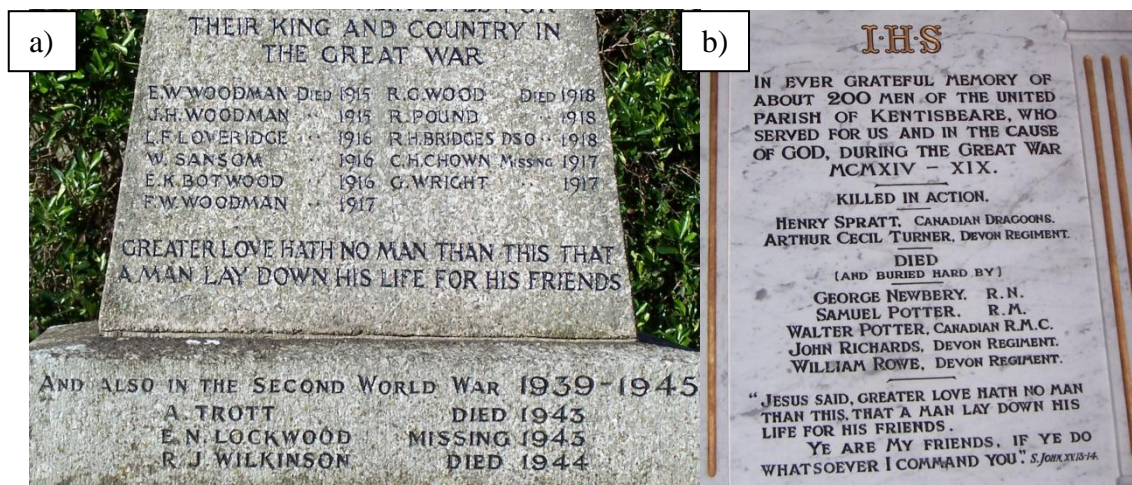 a)
LIVES FOR
THEIR KING AND COUNTRY IN
THE GREAT WAR
E.W. WOODMAN DIED 1915 R.G. WOOD DIED 1918
J.H. WOODMAN ·· 1915 R. POUND ·· 1918
L.F. LOVERIDGE ·· 1916 R.H. BRIDGES DSO ·· 1918
W. SANSOM ·· 1916 C.H. CHOWN MISSING 1917
E.K. BOTWOOD ·· 1916 G. WRIGHT ·· 1917
F.W. WOODMAN ·· 1917
GREATER LOVE HATH NO MAN THAN THIS THAT
A MAN LAY DOWN HIS LIFE FOR HIS FRIENDS
AND ALSO IN THE SECOND WORLD WAR 1939-1945
A. TROTT DIED 1943
E. N. LOCKWOOD MISSING 1943
R. J. WILKINSON DIED 1944
b)
I·H·S
IN EVER GRATEFUL MEMORY OF
ABOUT 200 MEN OF THE UNITED
PARISH OF KENTISBEARE, WHO
SERVED FOR US AND IN THE CAUSE
OF GOD, DURING THE GREAT WAR
MCMXIV – XIX.
KILLED IN ACTION.
HENRY SPRATT, CANADIAN DRAGOONS.
ARTHUR CECIL TURNER, DEVON REGIMENT.
DIED
(AND BURIED HARD BY)
GEORGE NEWBERY. R.N.
SAMUEL POTTER. R.M.
WALTER POTTER, CANADIAN R.M.C.
JOHN RICHARDS, DEVON REGIMENT.
WILLIAM ROWE, DEVON REGIMENT.
"JESUS SAID, GREATER LOVE HATH NO MAN
THAN THIS, THAT A MAN LAY DOWN HIS
LIFE FOR HIS FRIENDS.
YE ARE MY FRIENDS, IF YE DO
WHATSOEVER I COMMAND YOU". S. JOHN XV 13-14.